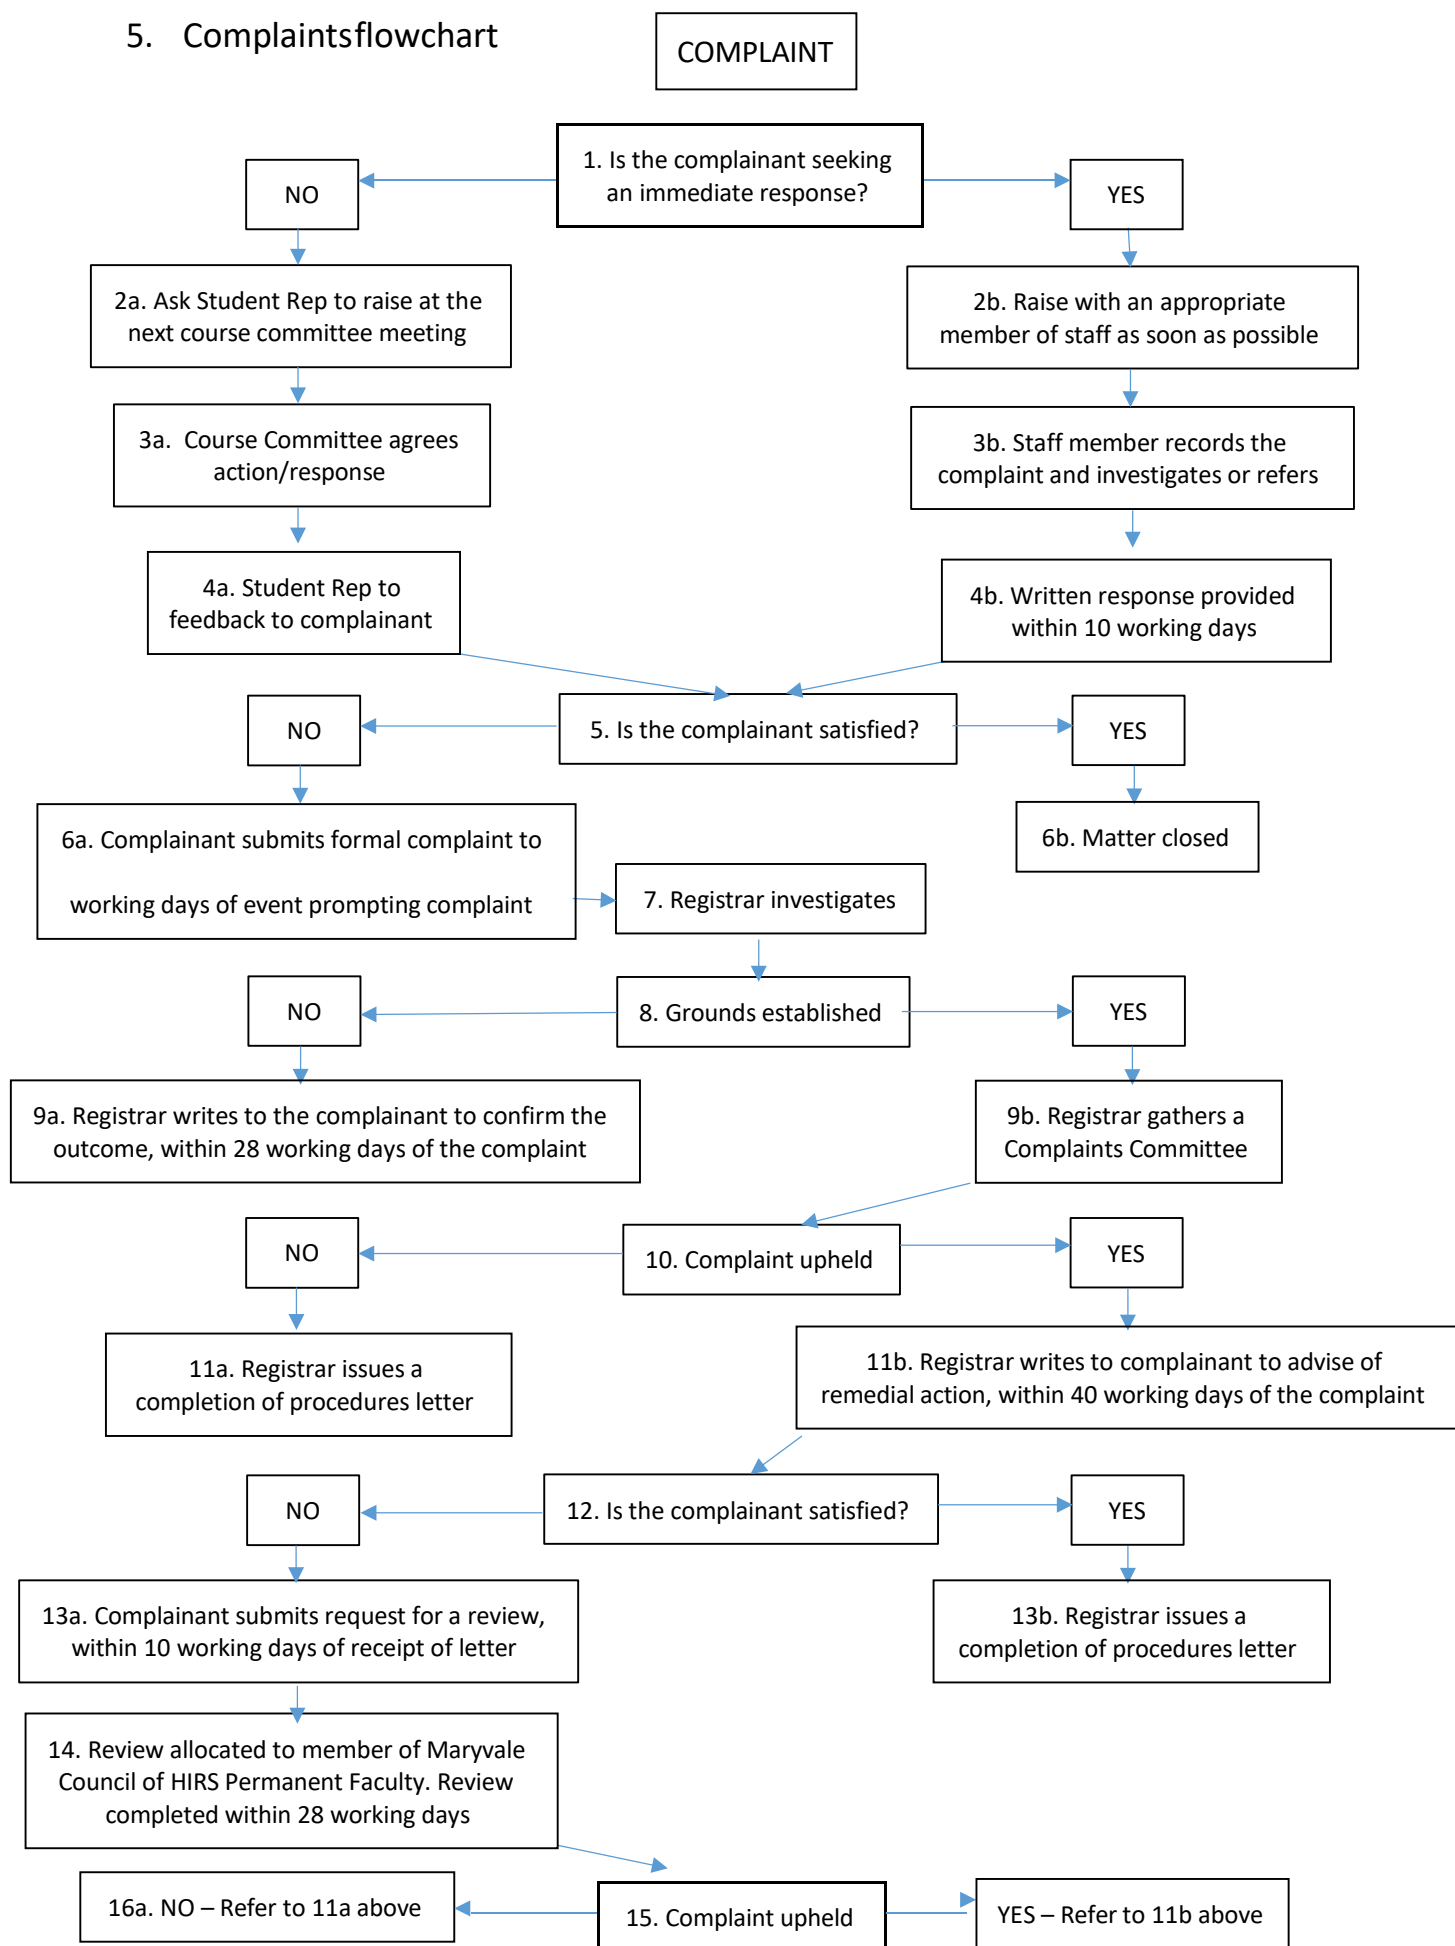 5. Complaintsflowchart
COMPLAINT
1. Is the complainant seeking
an immediate response?
NO
YES
2a. Ask Student Rep to raise at the
next course committee meeting
2b. Raise with an appropriate
member of staff as soon as possible
3a. Course Committee agrees
action/response
3b. Staff member records the
complaint and investigates or refers
4a. Student Rep to
feedback to complainant
4b. Written response provided
within 10 working days
NO
5. Is the complainant satisfied?
YES
6a. Complainant submits formal complaint to
working days of event prompting complaint
6b. Matter closed
7. Registrar investigates
NO
8. Grounds established
YES
9a. Registrar writes to the complainant to confirm the
outcome, within 28 working days of the complaint
9b. Registrar gathers a
Complaints Committee
NO
10. Complaint upheld
YES
11a. Registrar issues a
completion of procedures letter
11b. Registrar writes to complainant to advise of
remedial action, within 40 working days of the complaint
NO
12. Is the complainant satisfied?
YES
13a. Complainant submits request for a review,
within 10 working days of receipt of letter
13b. Registrar issues a
completion of procedures letter
14. Review allocated to member of Maryvale
Council of HIRS Permanent Faculty. Review
completed within 28 working days
16a. NO – Refer to 11a above
15. Complaint upheld
YES – Refer to 11b above